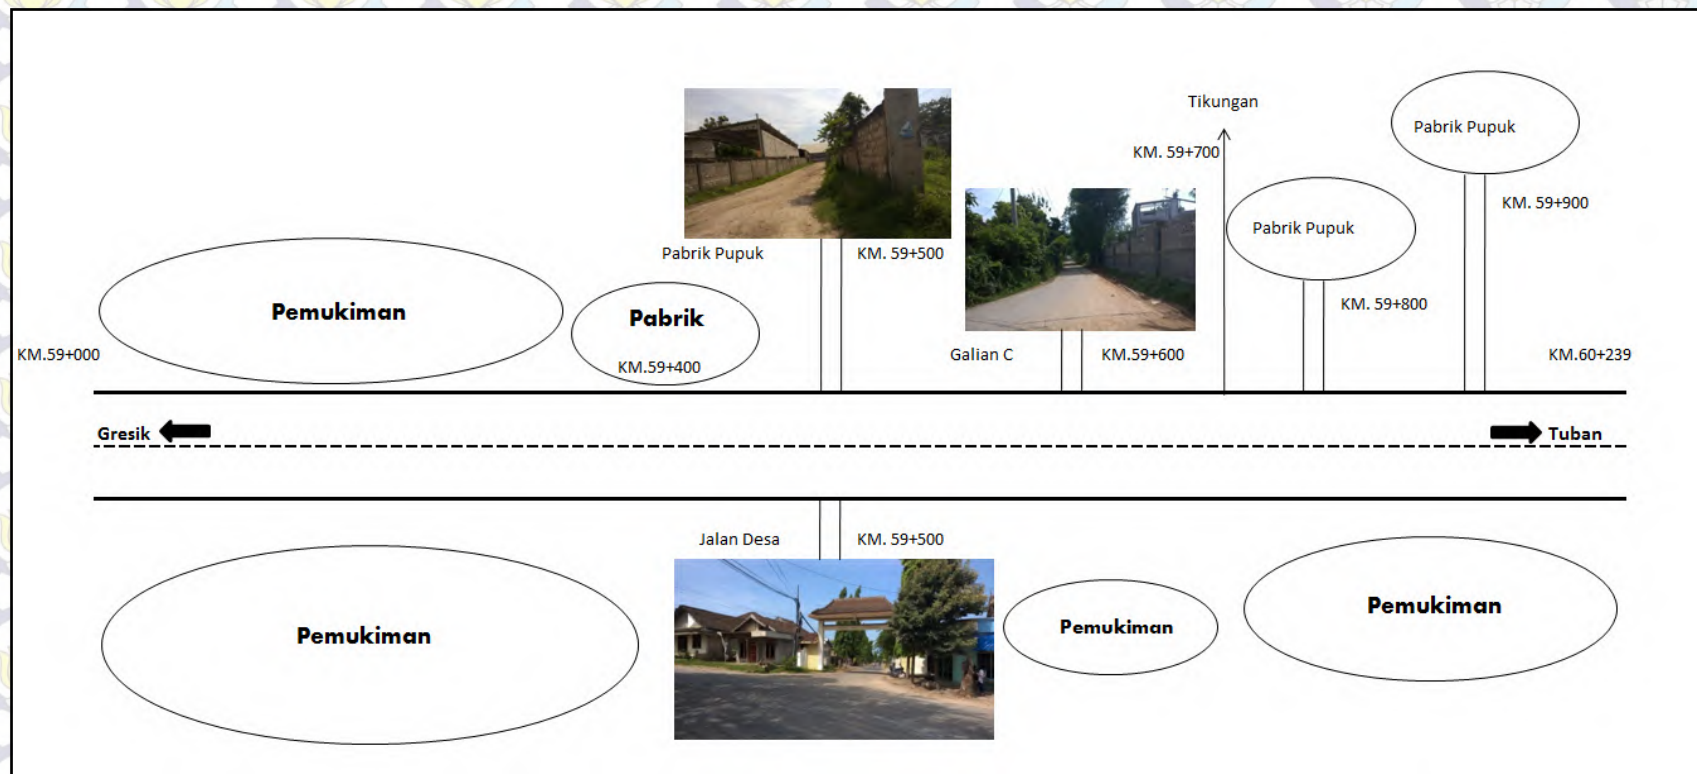 Tikungan
Pabrik Pupuk
KM. 59+700
KM. 59+900
Pabrik Pupuk
Pabrik Pupuk
KM. 59+500
Pemukiman
Pabrik
KM. 59+800
KM.59+000
KM.59+400
Galian C
KM.59+600
KM.60+239
Gresik
Tuban
Jalan Desa
KM. 59+500
Pemukiman
Pemukiman
Pemukiman